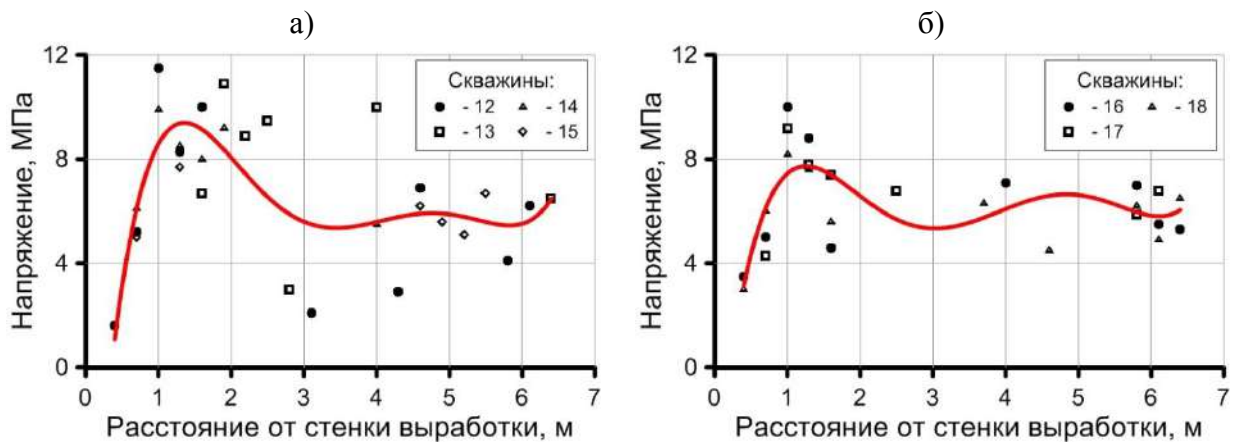 а)
Напряжение, МПа
12
8
4
0
0 1 2 3 4 5 6 7
Расстояние от стенки выработки, м
Скважины:
- 12 - 14
- 13 - 15
б)
Напряжение, МПа
12
8
4
0
0 1 2 3 4 5 6 7
Расстояние от стенки выработки, м
Скважины:
- 16 - 18
- 17